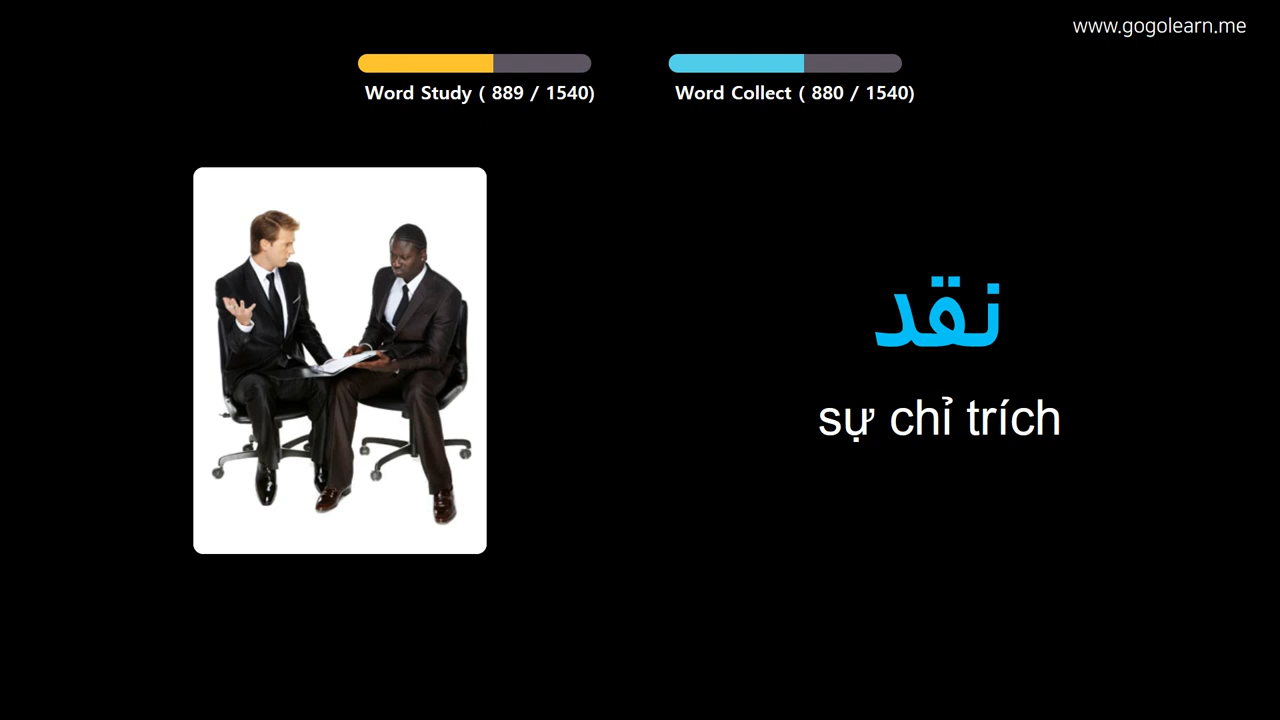 www.gogolearn.me
Word Study ( 889 / 1540)
Word Collect ( 880 / 1540)
نقد
sự chỉ trích